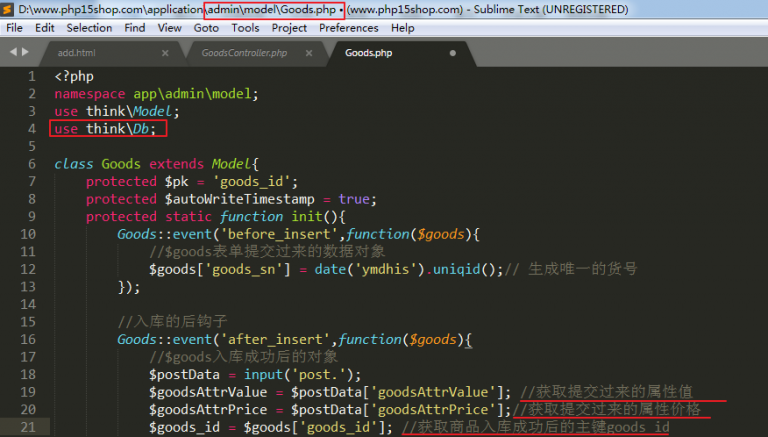 D:\www.php15shop.com\application\admin\model\Goods.php • (www.php15shop.com) - Sublime Text (UNREGISTERED)
File Edit Selection Find View Goto Tools Project Preferences Help
add.html GoodsController.php Goods.php
1 <?php
2 namespace app\admin\model;
3 use think\Model;
4 use think\Db;
5
6 class Goods extends Model{
7 protected $pk = 'goods_id';
8 protected $autoWriteTimestamp = true;
9 protected static function init(){
10 Goods::event('before_insert',function($goods){
11 //$goods表单提交过来的数据对象
12 $goods['goods_sn'] = date('ymdhis').uniqid();// 生成唯一的货号
13 });
14
15 //入库的后钩子
16 Goods::event('after_insert',function($goods){
17 //$goods入库成功后的对象
18 $postData = input('post.');
19 $goodsAttrValue = $postData['goodsAttrValue']; //获取提交过来的属性值
20 $goodsAttrPrice = $postData['goodsAttrPrice'];//获取提交过来的属性价格
21 $goods_id = $goods['goods_id']; //获取商品入库成功后的主键goods_id